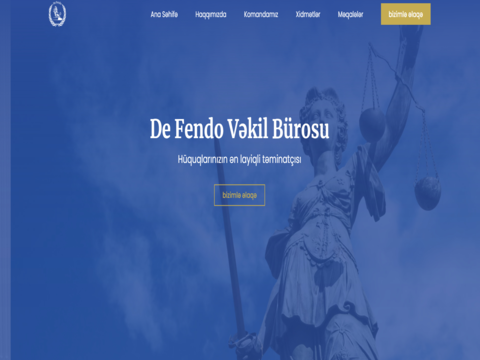 Ana Səhifə
Haqqımızda
Komandamız
Xidmətlər
Məqalələr
bizimlə əlaqə
De Fendo Vəkil Bürosu
Hüquqlarınızın ən layiqli təminatçısı
bizimlə əlaqə